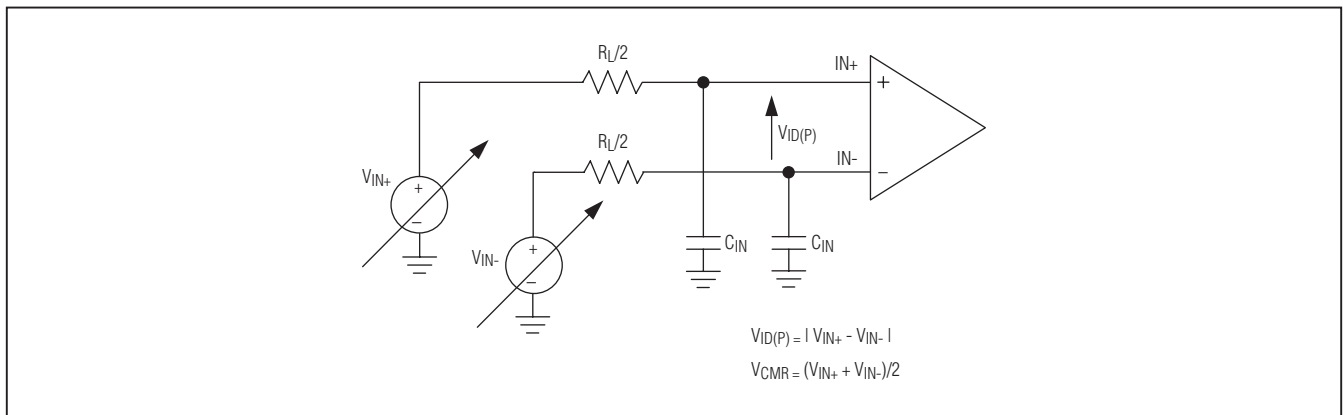 RL/2
IN+
+
VID(P)
RL/2
IN-
−
VIN+
+
−
VIN-
+
−
CIN
CIN
VID(P) = | VIN+ - VIN- |
VCMR = (VIN+ + VIN-)/2